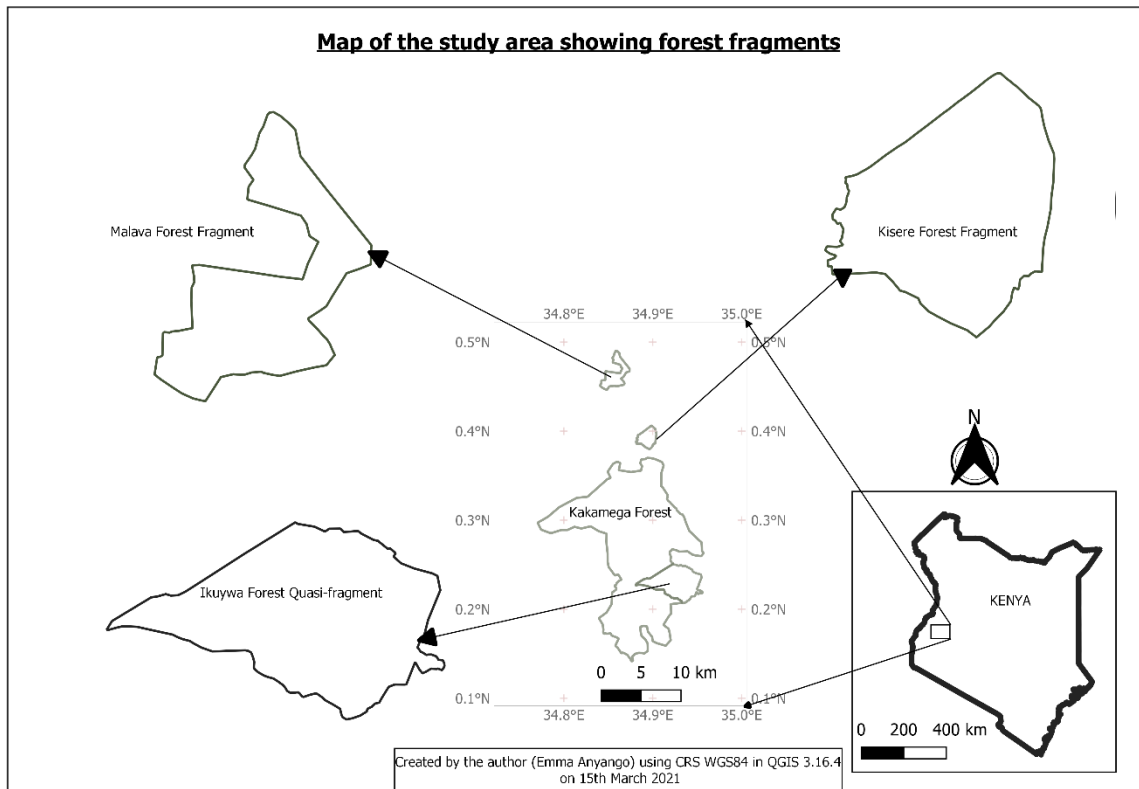 Map of the study area showing forest fragments
Malava Forest Fragment
Kisere Forest Fragment
34.8°E 34.9°E 35.0°E
0.5°N 0.5°N
0.4°N 0.4°N
N
Kakamega Forest
0.3°N 0.3°N
Ikuywa Forest Quasi-fragment
KENYA
0.2°N 0.2°N
0 5 10 km
0.1°N 0.1°N
34.8°E 34.9°E 35.0°E
0 200 400 km
Created by the author (Emma Anyango) using CRS WGS84 in QGIS 3.16.4
on 15th March 2021